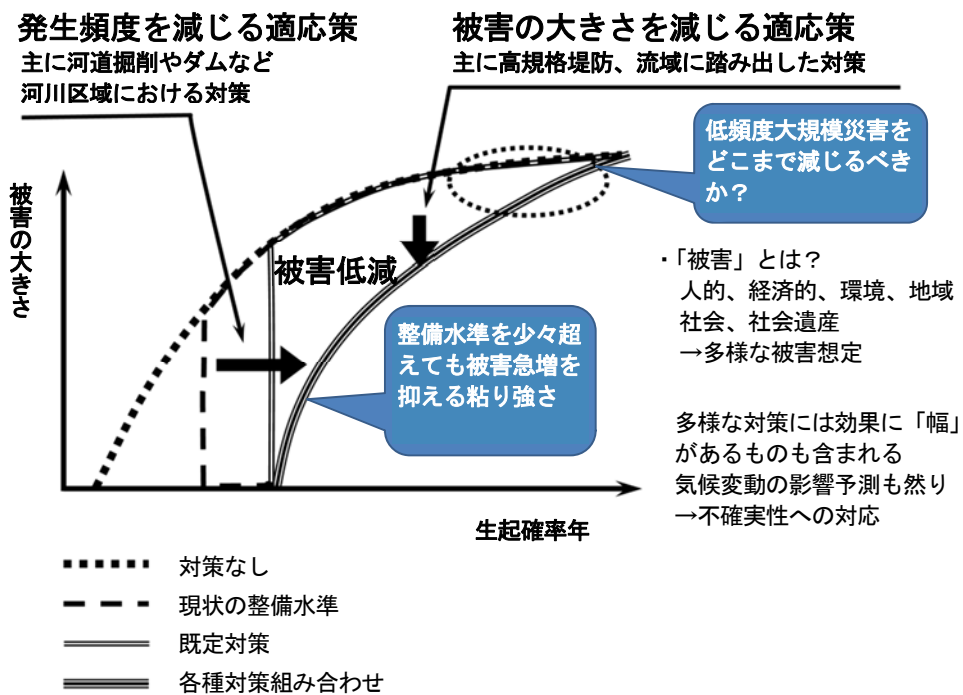 発生頻度を減じる適応策
主に河道掘削やダムなど
河川区域における対策
被害の大きさを減じる適応策
主に高規格堤防、流域に踏み出した対策
低頻度大規模災害を
どこまで減じるべき
か？
被害の大きさ
被害低減
整備水準を少々超
えても被害急増を
抑える粘り強さ
・「被害」とは？
人的、経済的、環境、地域
社会、社会遺産
→多様な被害想定
多様な対策には効果に「幅」
があるものも含まれる
気候変動の影響予測も然り
→不確実性への対応
生起確率年
対策なし
現状の整備水準
既定対策
各種対策組み合わせ